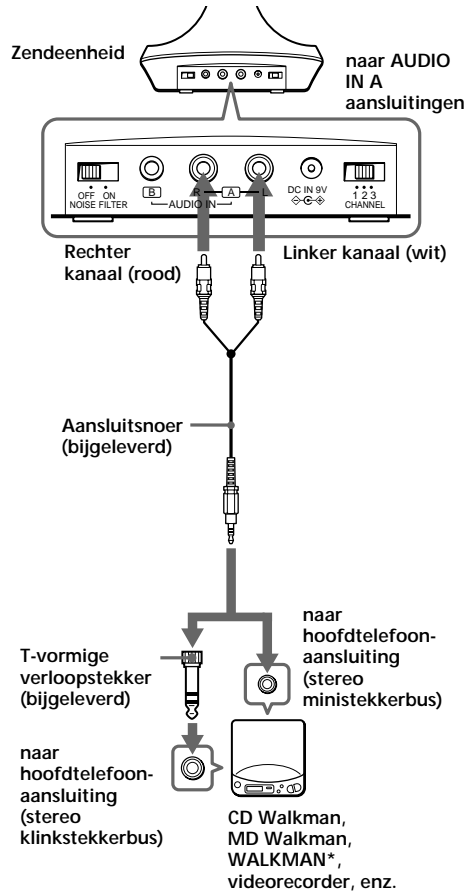 Zendeenheid
naar AUDIO
IN A
aansluitingen
OFF ON
NOISE FILTER
B
R A L
AUDIO IN
DC IN 9V
1 2 3
CHANNEL
Rechter
kanaal (rood)
Linker kanaal (wit)
Aansluitsnoer
(bijgeleverd)
T-vormige
verloopstekker
(bijgeleverd)
naar
hoofdtelefoon-
aansluiting
(stereo
ministekkerbus)
naar
hoofdtelefoon-
aansluiting
(stereo
klinkstekkerbus)
CD Walkman,
MD Walkman,
WALKMAN*,
videorecorder, enz.